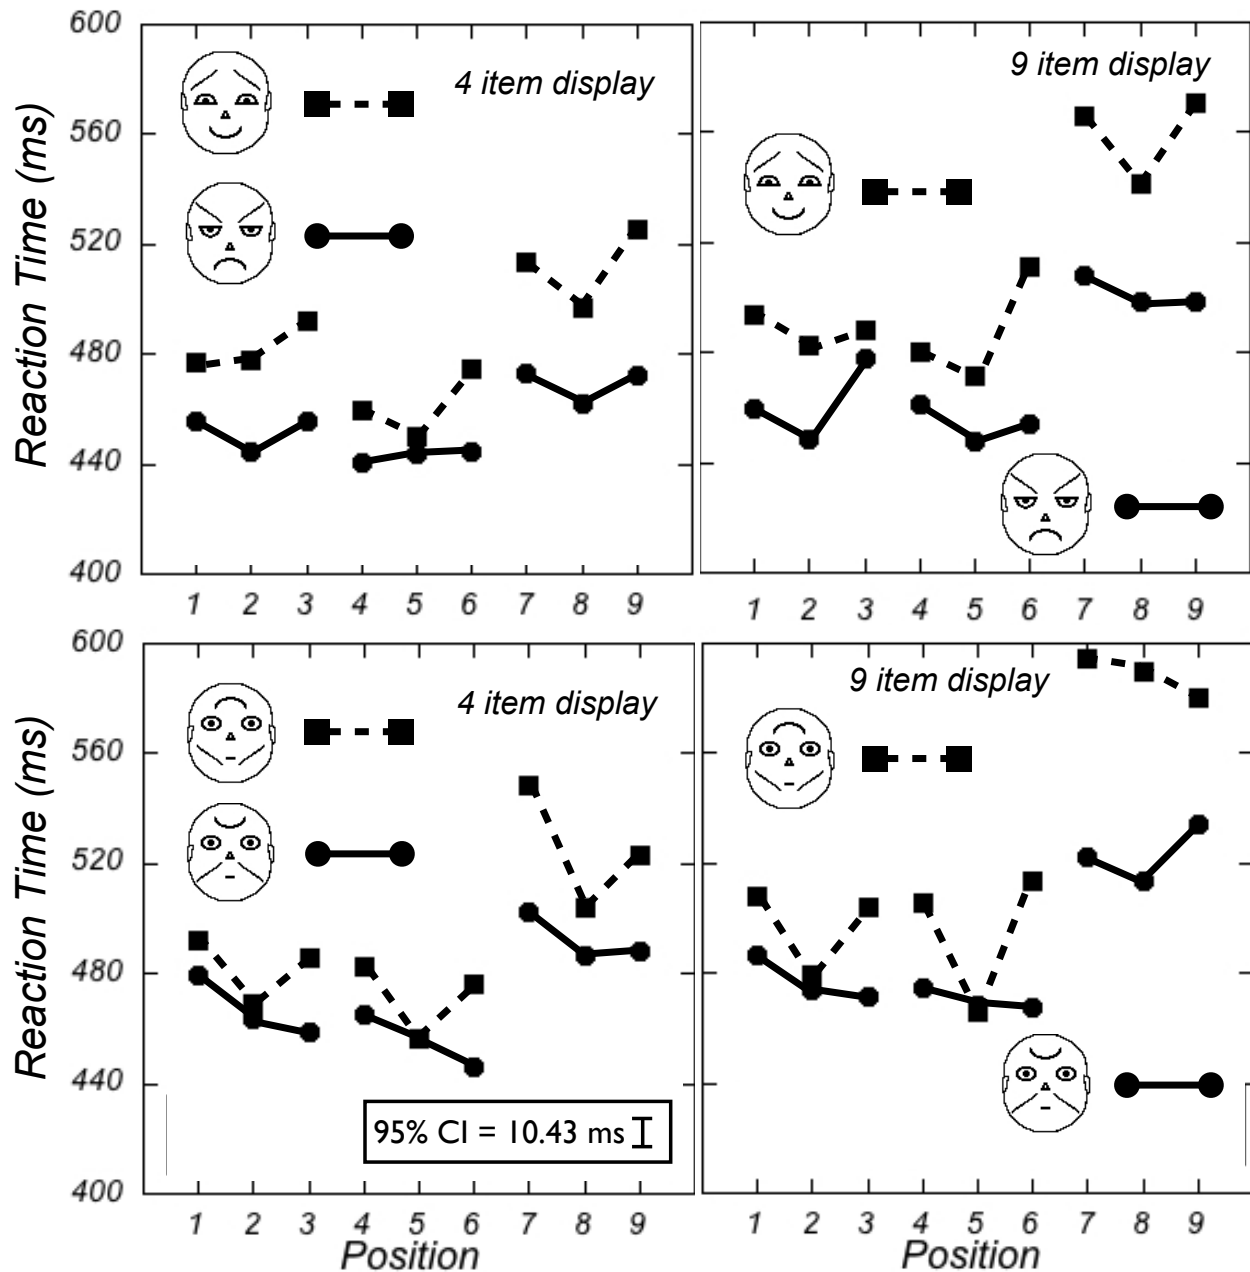 600
560
520
480
440
400
Reaction Time (ms)
4 item display
1 2 3 4 5 6 7 8 9
9 item display
1 2 3 4 5 6 7 8 9
600
560
520
480
440
400
Reaction Time (ms)
4 item display
95% CI = 10.43 ms
1 2 3 4 5 6 7 8 9
Position
9 item display
1 2 3 4 5 6 7 8 9
Position